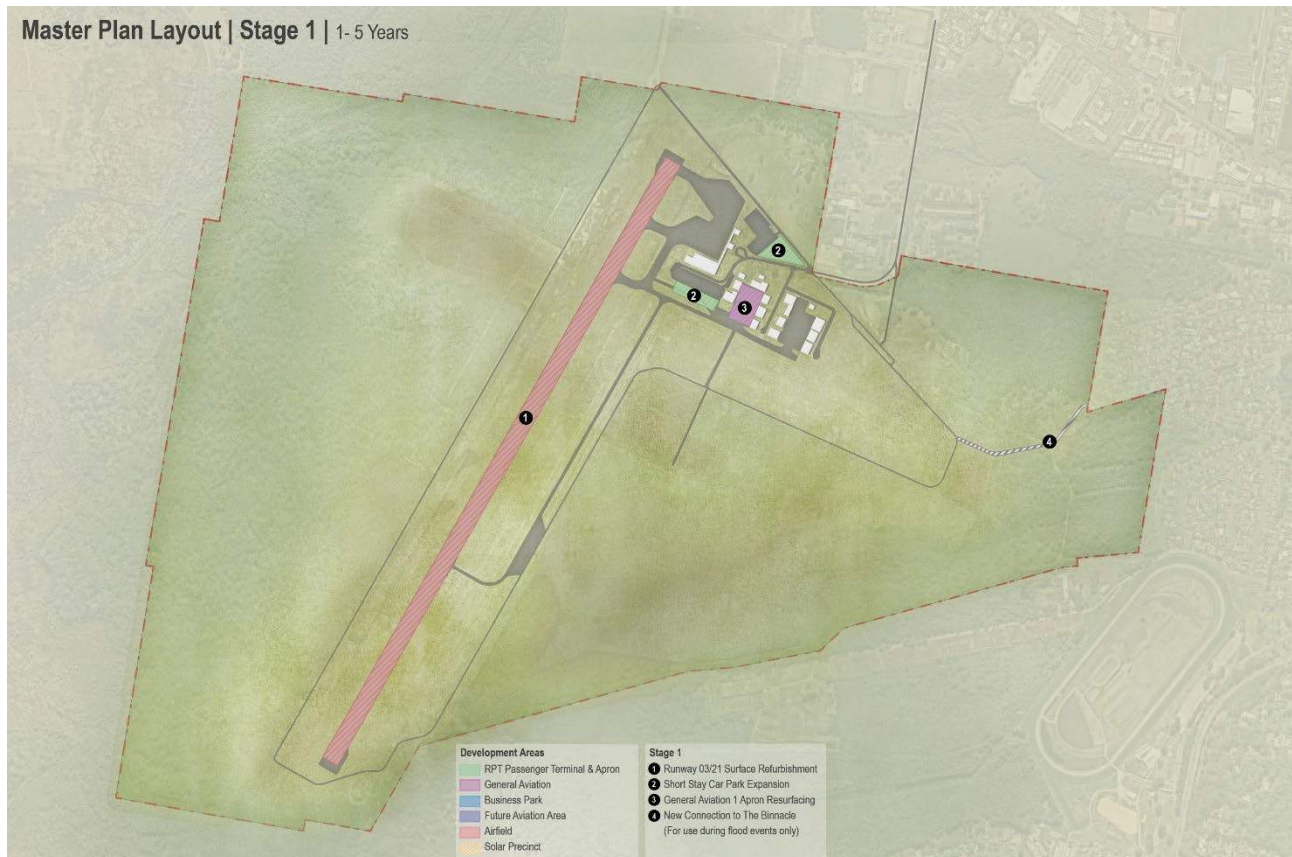 Master Plan Layout | Stage 1 | 1- 5 Years
2
2
3
1
4
Development Areas
RPT Passenger Terminal & Apron
General Aviation
Business Park
Future Aviation Area
Airfield
Solar Precinct
Stage 1
1 Runway 03/21 Surface Refurbishment
2 Short Stay Car Park Expansion
3 General Aviation 1 Apron Resurfacing
4 New Connection to The Binnacle
(For use during flood events only)